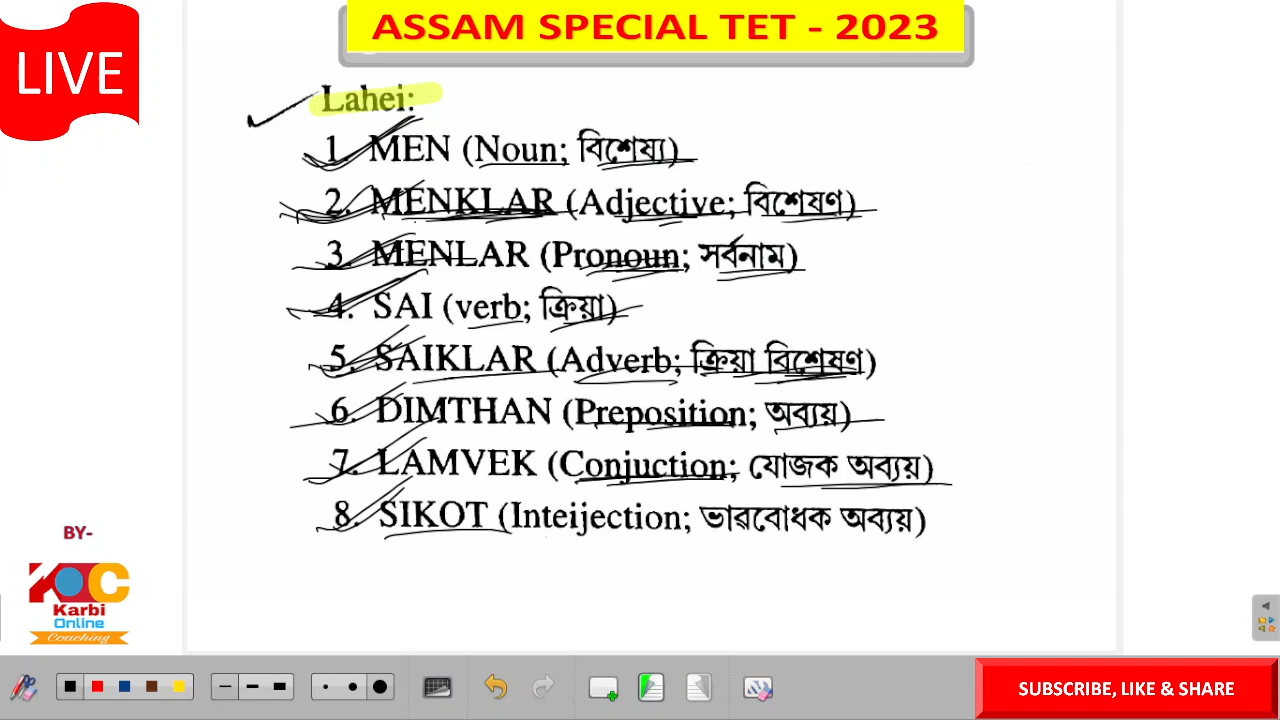 ASSAM SPECIAL TET - 2023
LIVE
Lahei:
1. MEN (Noun; বিশেষ্য)
2. MENKLAR (Adjective; বিশেষণ)
3. MENLAR (Pronoun; সৰ্বনাম)
4. SAI (verb; ক্ৰিয়া)
5. SAIKLAR (Adverb; ক্ৰিয়া বিশেষণ)
6. DIMTHAN (Preposition; অব্যয়)
7. LAMVEK (Conjuction; যোজক অব্যয়)
8. SIKOT (Inteijection; ভাৱবোধক অব্যয়)
BY-
KOC
Karbi
Online
Coaching
SUBSCRIBE, LIKE & SHARE